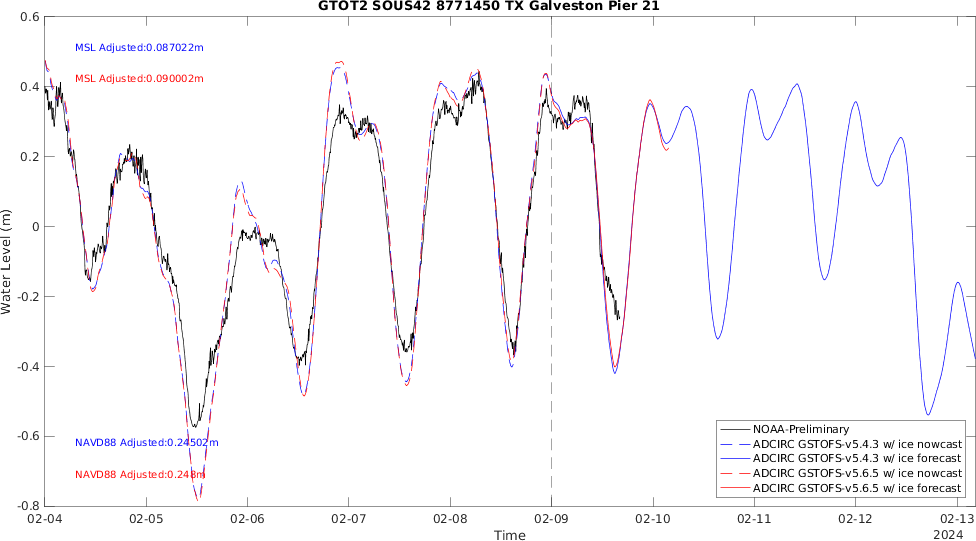 GTOT2 SOUS42 8771450 TX Galveston Pier 21
0.6
MSL Adjusted:0.087022m
MSL Adjusted:0.090002m
0.4
0.2
0
-0.2
-0.4
-0.6
-0.8
Water Level (m)
NAVD88 Adjusted:0.24502m
NAVD88 Adjusted:0.248m
NOAA-Preliminary
ADCIRC GSTOFS-v5.4.3 w/ ice nowcast
ADCIRC GSTOFS-v5.4.3 w/ ice forecast
ADCIRC GSTOFS-v5.6.5 w/ ice nowcast
ADCIRC GSTOFS-v5.6.5 w/ ice forecast
02-04 02-05 02-06 02-07 02-08 02-09 02-10 02-11 02-12 02-13
Time
2024